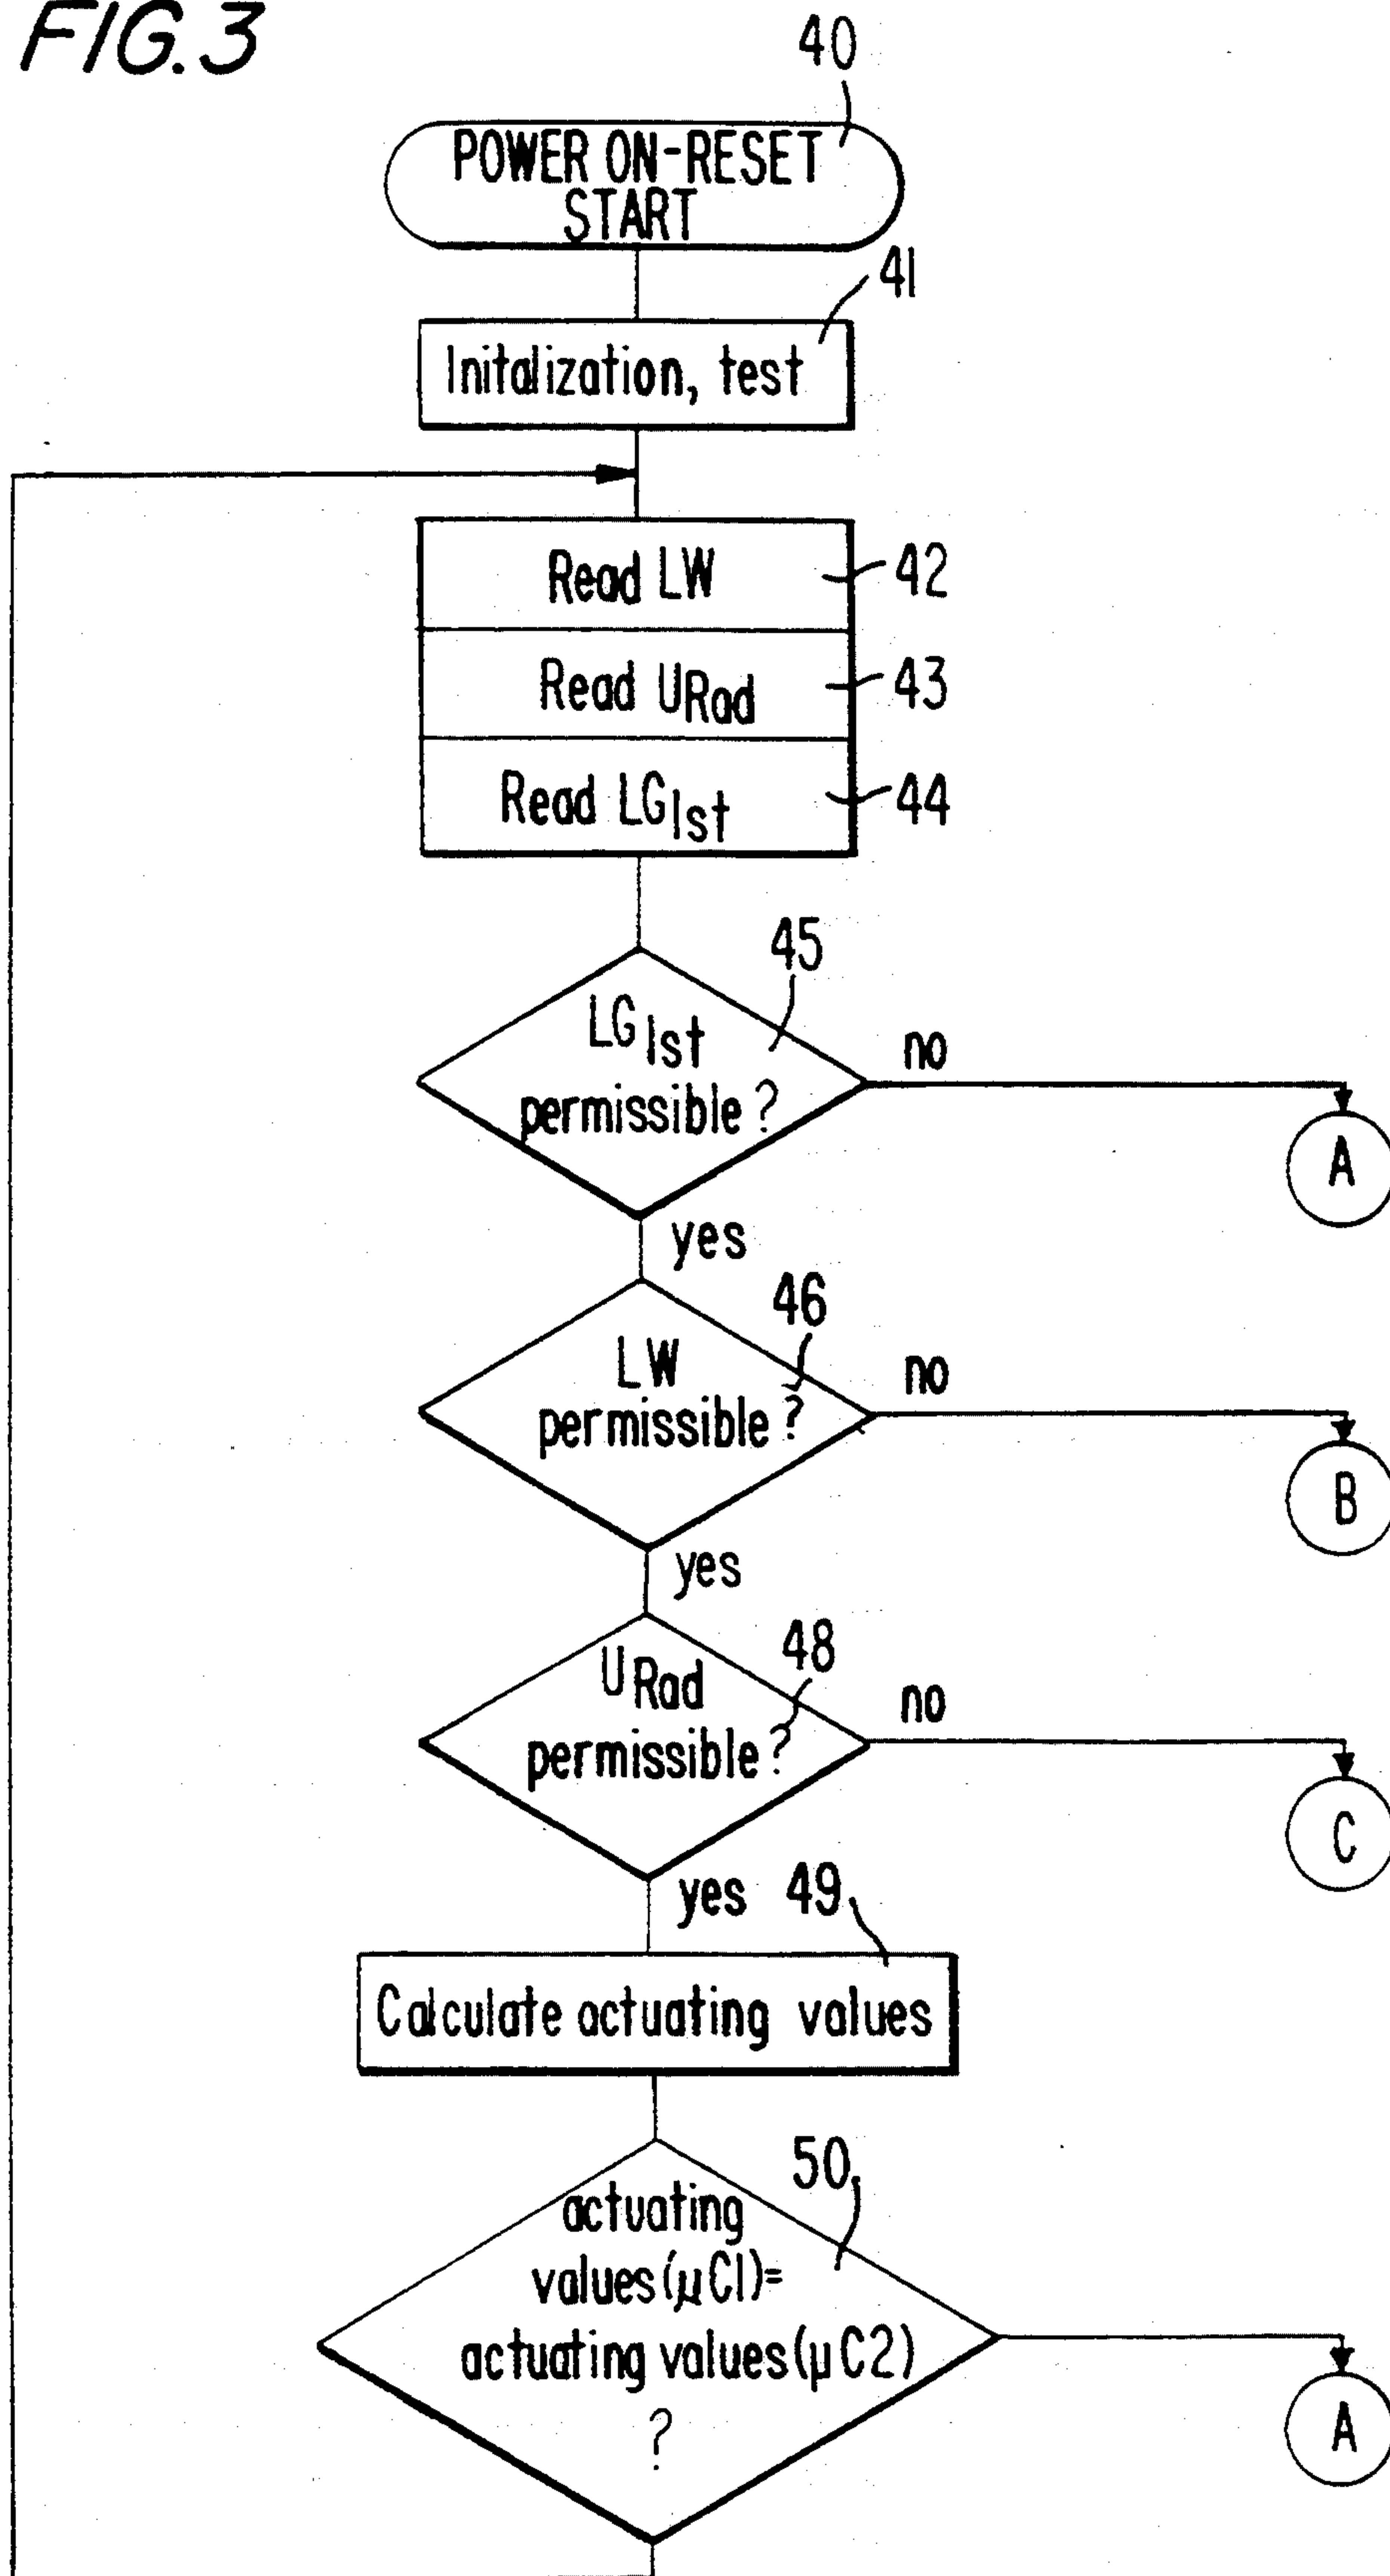 FIG.3
40
POWER ON-RESET
START
41
Initalization, test
Read LW
42
Read URad
43
Read LGIst
44
45
LGIst
permissible?
no
A
yes
46
LW
permissible?
no
B
yes
48
URad
permissible?
no
C
yes
49
Calculate actuating values
50
actuating
values(μC1)=
actuating values(μC2)
?
A